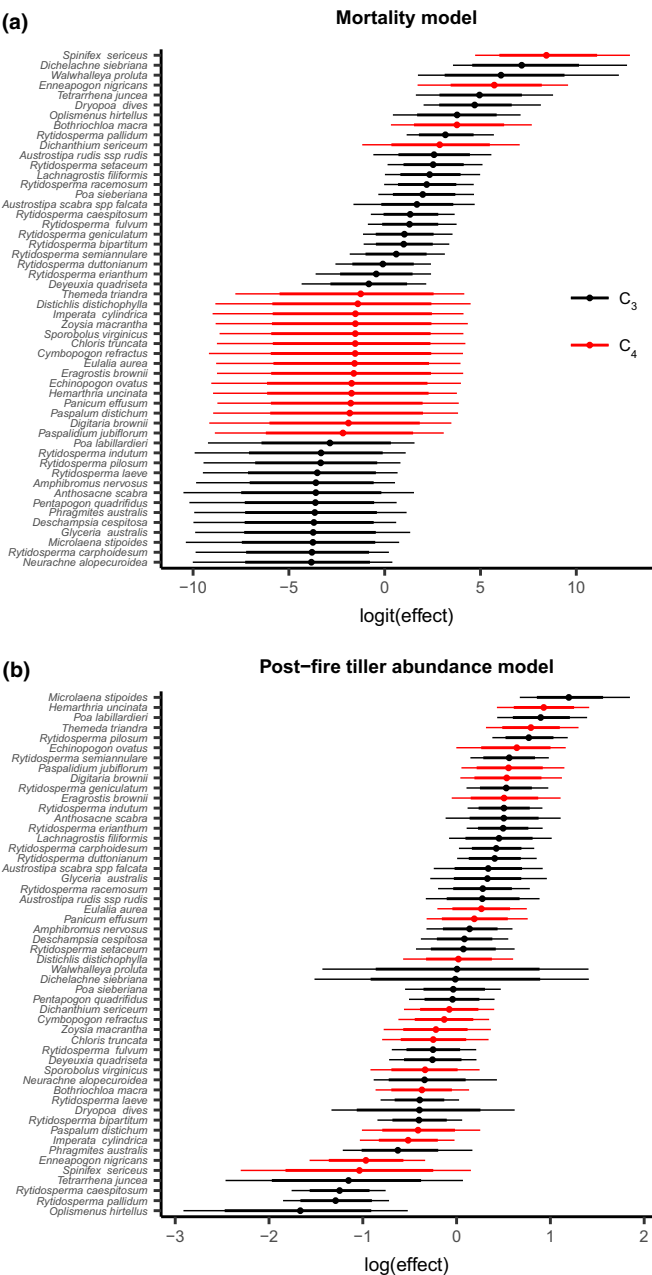 (a)
Mortality model
Spinifex sericeus
Dichelachne siebriana
Walwhalleya proluta
Enneapogon nigricans
Tetrarrhena juncea
Dryopoa dives
Oplismenus hirtellus
Bothriochloa macra
Rytidosperma pallidum
Dichanthium sericeum
Austrostipa rudis ssp rudis
Rytidosperma setaceum
Lachnagrostis filiformis
Rytidosperma racemosum
Poa sieberiana
Austrostipa scabra spp falcata
Rytidosperma caespitosum
Rytidosperma fulvum
Rytidosperma geniculatum
Rytidosperma bipartitum
Rytidosperma semiannulare
Rytidosperma duttonianum
Rytidosperma erianthum
Deyeuxia quadriseta
Themeda triandra
Distichlis distichophylla
Imperata cylindrica
Zoysia macrantha
Sporobolus virginicus
Chloris truncata
Cymbopogon refractus
Eulalia aurea
Eragrostis brownii
Echinopogon ovatus
Hemarthria uncinata
Panicum effusum
Paspalum distichum
Digitaria brownii
Paspalidium jubiflorum
Poa labillardieri
Rytidosperma indutum
Rytidosperma pilosum
Rytidosperma laeve
Amphibromus nervosus
Anthosacne scabra
Pentapogon quadrifidus
Phragmites australis
Deschampsia cespitosa
Glyceria australis
Microlaena stipoides
Rytidosperma carphoidesum
Neurachne alopecuroidea
C3
C4
−10 −5 0 5 10
logit(effect)
(b)
Post−fire tiller abundance model
Microlaena stipoides
Hemarthria uncinata
Poa labillardieri
Themeda triandra
Rytidosperma pilosum
Echinopogon ovatus
Rytidosperma semiannulare
Paspalidium jubiflorum
Digitaria brownii
Rytidosperma geniculatum
Eragrostis brownii
Rytidosperma indutum
Anthosacne scabra
Rytidosperma erianthum
Lachnagrostis filiformis
Rytidosperma carphoidesum
Rytidosperma duttonianum
Austrostipa scabra spp falcata
Glyceria australis
Rytidosperma racemosum
Austrostipa rudis ssp rudis
Eulalia aurea
Panicum effusum
Amphibromus nervosus
Deschampsia cespitosa
Rytidosperma setaceum
Distichlis distichophylla
Walwhalleya proluta
Dichelachne siebriana
Poa sieberiana
Pentapogon quadrifidus
Dichanthium sericeum
Cymbopogon refractus
Zoysia macrantha
Chloris truncata
Rytidosperma fulvum
Deyeuxia quadriseta
Sporobolus virginicus
Neurachne alopecuroidea
Bothriochloa macra
Rytidosperma laeve
Dryopoa dives
Rytidosperma bipartitum
Paspalum distichum
Imperata cylindrica
Phragmites australis
Enneapogon nigricans
Spinifex sericeus
Tetrarrhena juncea
Rytidosperma caespitosum
Rytidosperma pallidum
Oplismenus hirtellus
−3 −2 −1 0 1 2
log(effect)